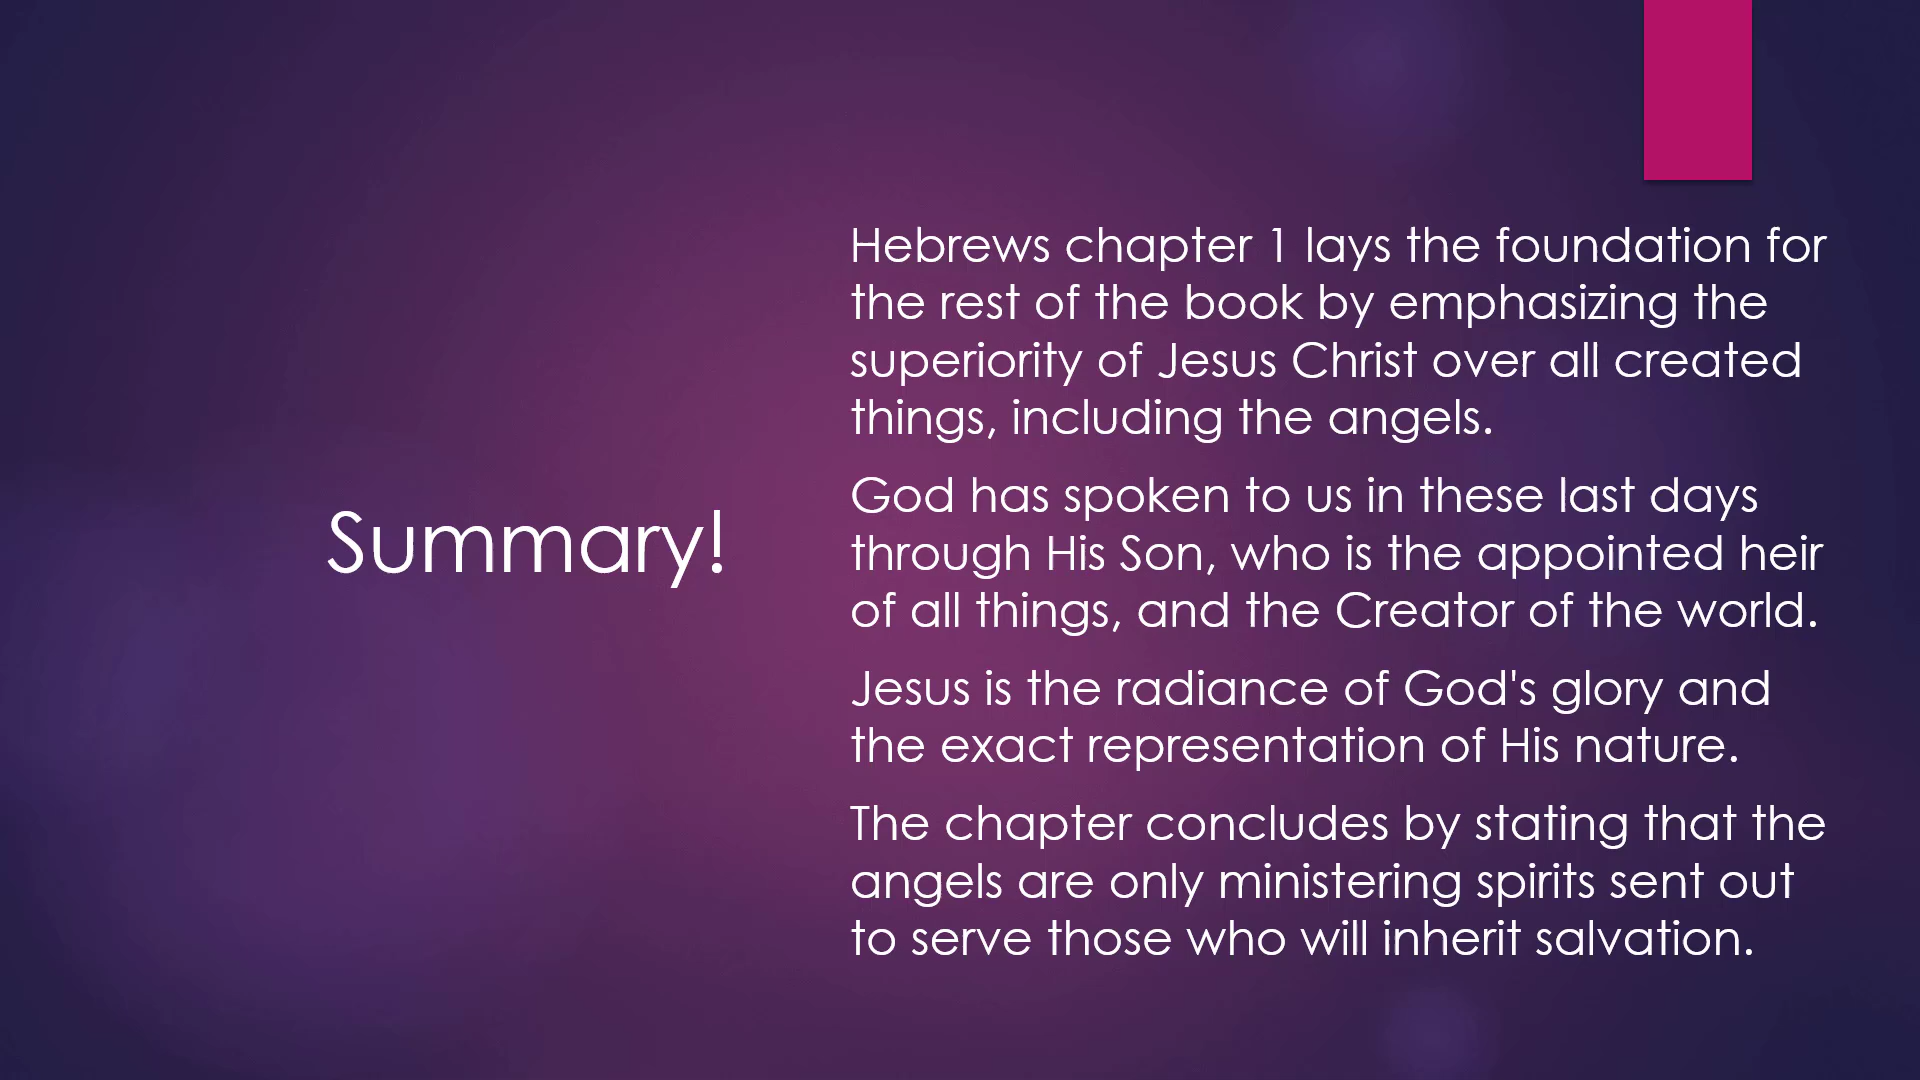 Summary!
Hebrews chapter 1 lays the foundation for
the rest of the book by emphasizing the
superiority of Jesus Christ over all created
things, including the angels.
God has spoken to us in these last days
through His Son, who is the appointed heir
of all things, and the Creator of the world.
Jesus is the radiance of God's glory and
the exact representation of His nature.
The chapter concludes by stating that the
angels are only ministering spirits sent out
to serve those who will inherit salvation.